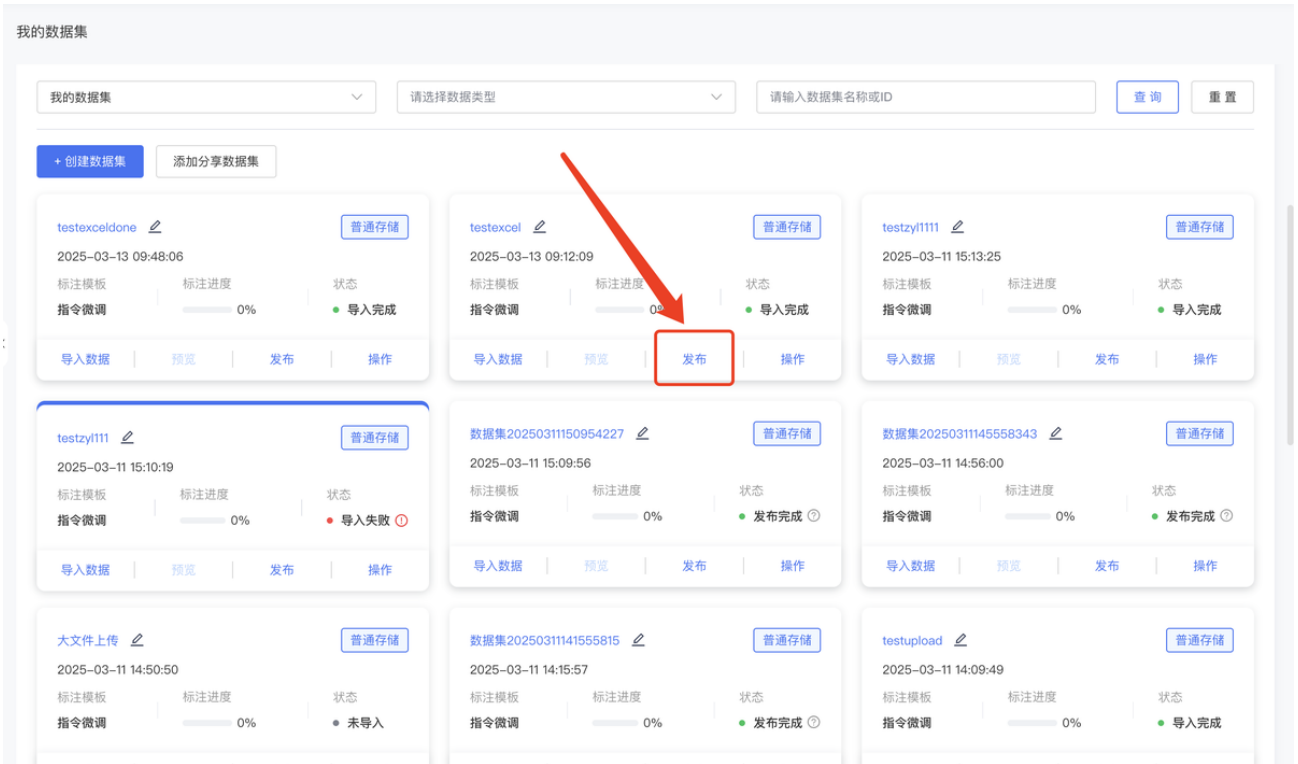 我的数据集
我的数据集 请选择数据类型 请输入数据集名称或ID 查询 重置
+ 创建数据集 添加分享数据集
testexceldone 普通存储
2025-03-13 09:48:06
标注模板 标注进度 状态
指令微调 0% 导入完成
导入数据 预览 发布 操作
testexcel 普通存储
2025-03-13 09:12:09
标注模板 标注进度 状态
指令微调 0% 导入完成
导入数据 预览 发布 操作
testzyl1111 普通存储
2025-03-11 15:13:25
标注模板 标注进度 状态
指令微调 0% 导入完成
导入数据 预览 发布 操作
testzyl111 普通存储
2025-03-11 15:10:19
标注模板 标注进度 状态
指令微调 0% 导入失败
导入数据 预览 发布 操作
数据集20250311150954227 普通存储
2025-03-11 15:09:56
标注模板 标注进度 状态
指令微调 0% 发布完成
导入数据 预览 发布 操作
数据集20250311145558343 普通存储
2025-03-11 14:56:00
标注模板 标注进度 状态
指令微调 0% 发布完成
导入数据 预览 发布 操作
大文件上传 普通存储
2025-03-11 14:50:50
标注模板 标注进度 状态
指令微调 0% 未导入
数据集20250311141555815 普通存储
2025-03-11 14:15:57
标注模板 标注进度 状态
指令微调 0% 发布完成
testupload 普通存储
2025-03-11 14:09:49
标注模板 标注进度 状态
指令微调 0% 导入完成